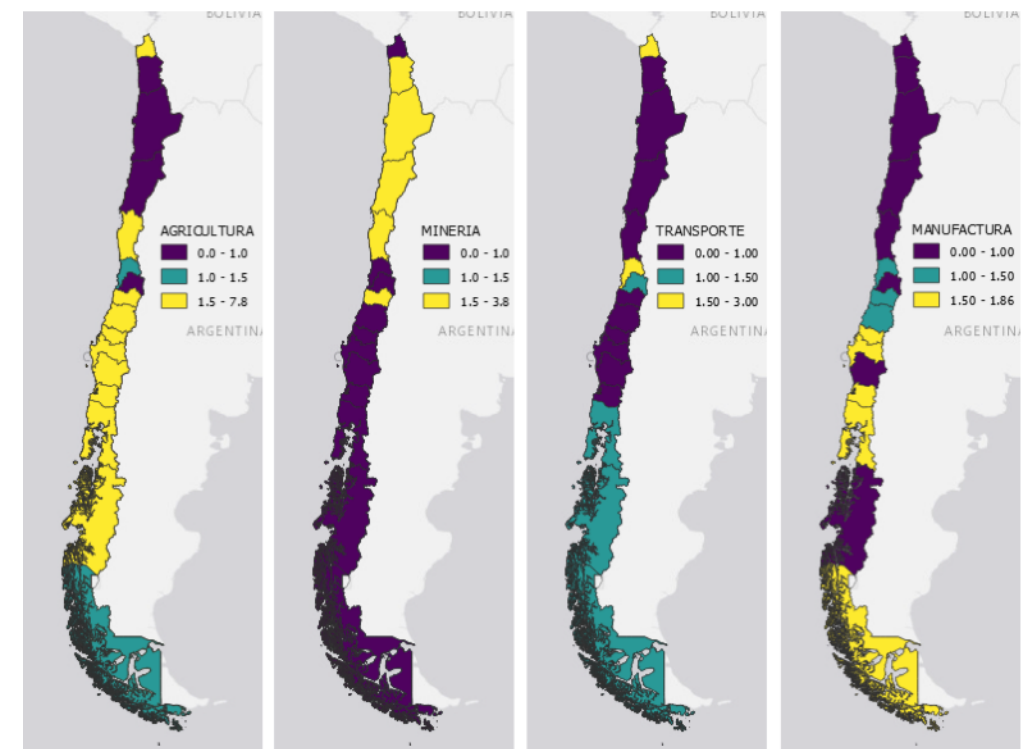 BOLIVIA
AGRICULTURA
0.0 - 1.0
1.0 - 1.5
1.5 - 7.8
ARGENTINA
BOLIVIA
MINERIA
0.0 - 1.0
1.0 - 1.5
1.5 - 3.8
ARGENTINA
BOLIVIA
TRANSPORTE
0.00 - 1.00
1.00 - 1.50
1.50 - 3.00
ARGENTINA
BOLIVIA
MANUFACTURA
0.00 - 1.00
1.00 - 1.50
1.50 - 1.86
ARGENTINA